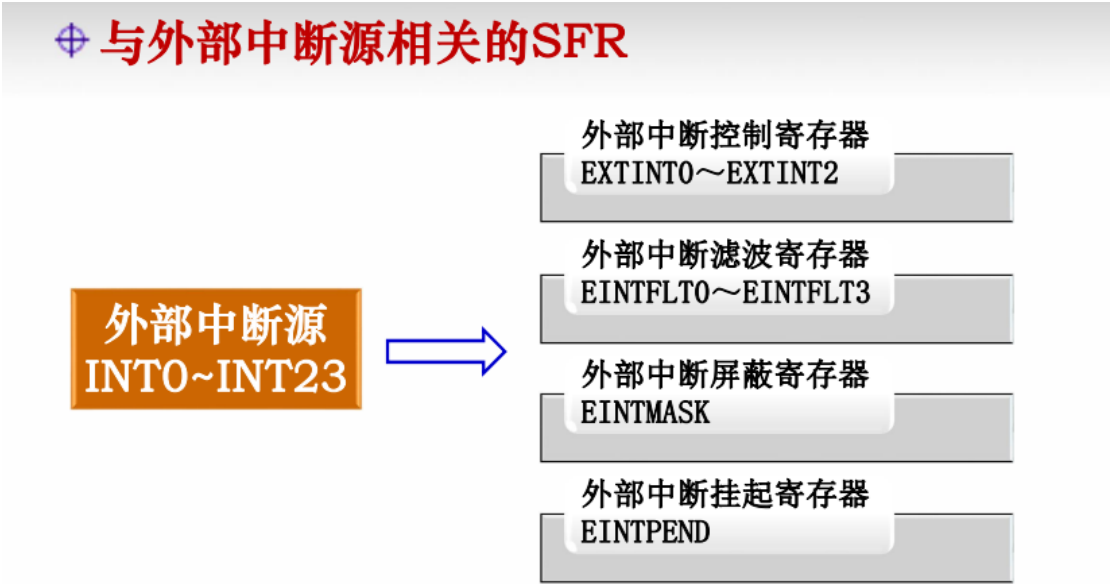 与外部中断源相关的SFR
外部中断控制寄存器
EXTINT0～EXTINT2
外部中断滤波寄存器
EINTFLT0～EINTFLT3
外部中断源
INT0~INT23
外部中断屏蔽寄存器
EINTMASK
外部中断挂起寄存器
EINTPEND